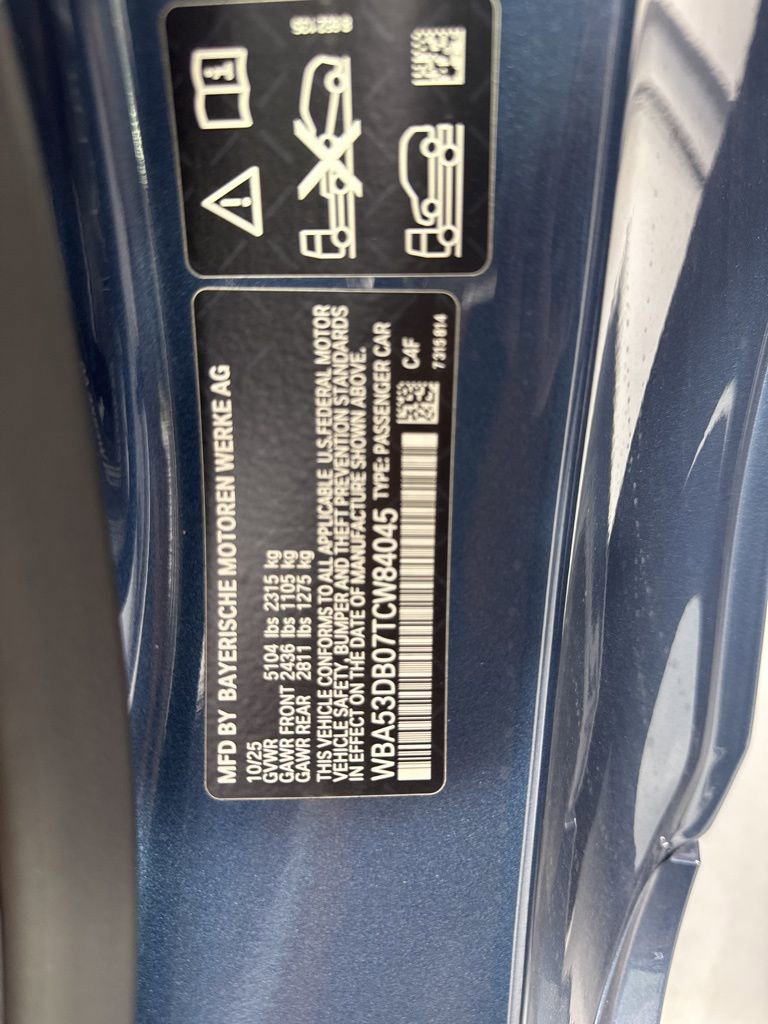 MFD BY BAYERISCHE MOTOREN WERKE AG
10/25
GVWR 5104 lbs 2315 kg
GAWR FRONT 2436 lbs 1105 kg
GAWR REAR 2811 lbs 1275 kg
THIS VEHICLE CONFORMS TO ALL APPLICABLE U.S.FEDERAL MOTOR
VEHICLE SAFETY, BUMPER AND THEFT PREVENTION STANDARDS
IN EFFECT ON THE DATE OF MANUFACTURE SHOWN ABOVE.
WBA53DB07TCW84045 TYPE: PASSENGER CAR
C4F
7 315 814